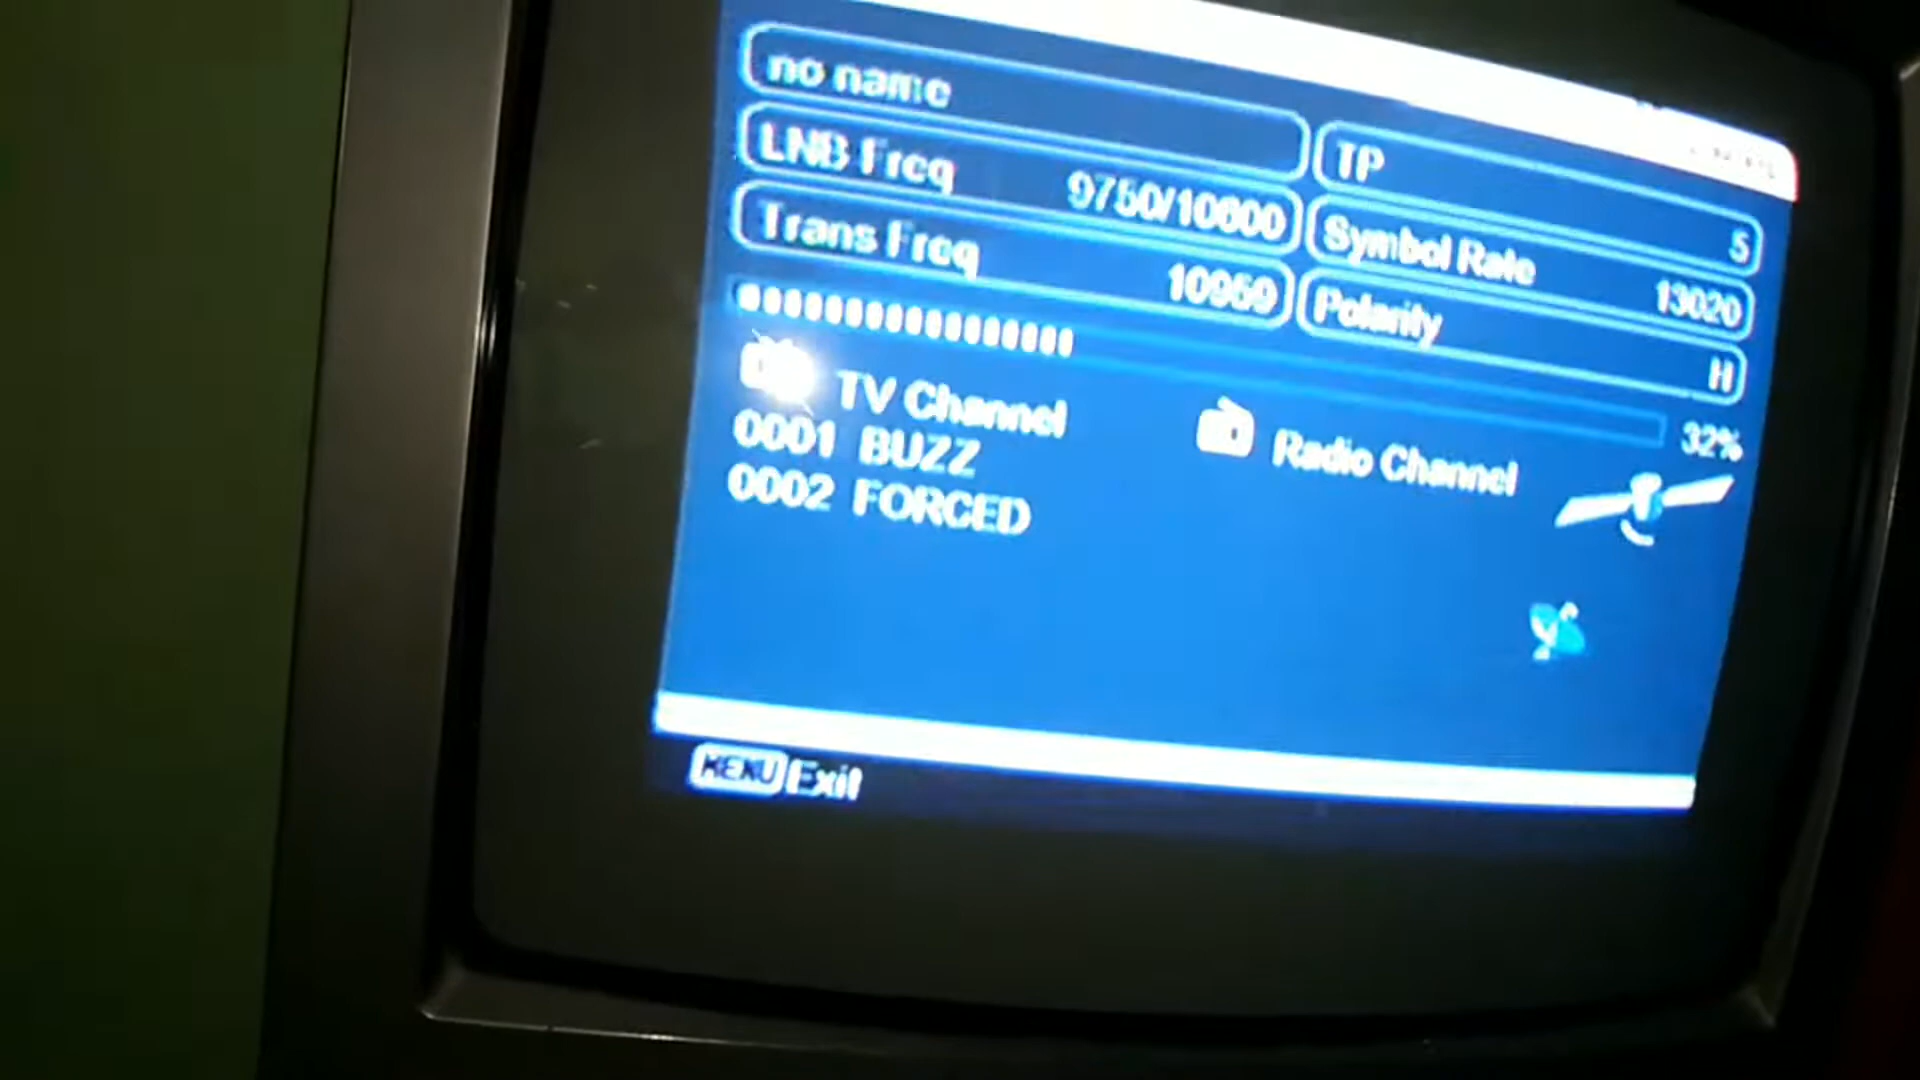 no name
TP 5
LNB Freq 9750/10600
Symbol Rate 13020
Trans Freq 10959
Polarity H
32%
TV Channel
Radio Channel
0001 BUZZ
0002 FORCED
MENU Exit